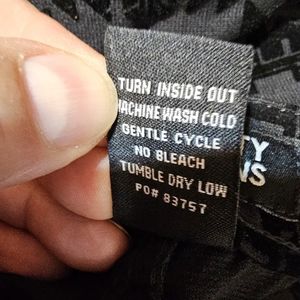 TURN INSIDE OUT
MACHINE WASH COLD
GENTLE CYCLE
NO BLEACH
TUMBLE DRY LOW
PO# 83757